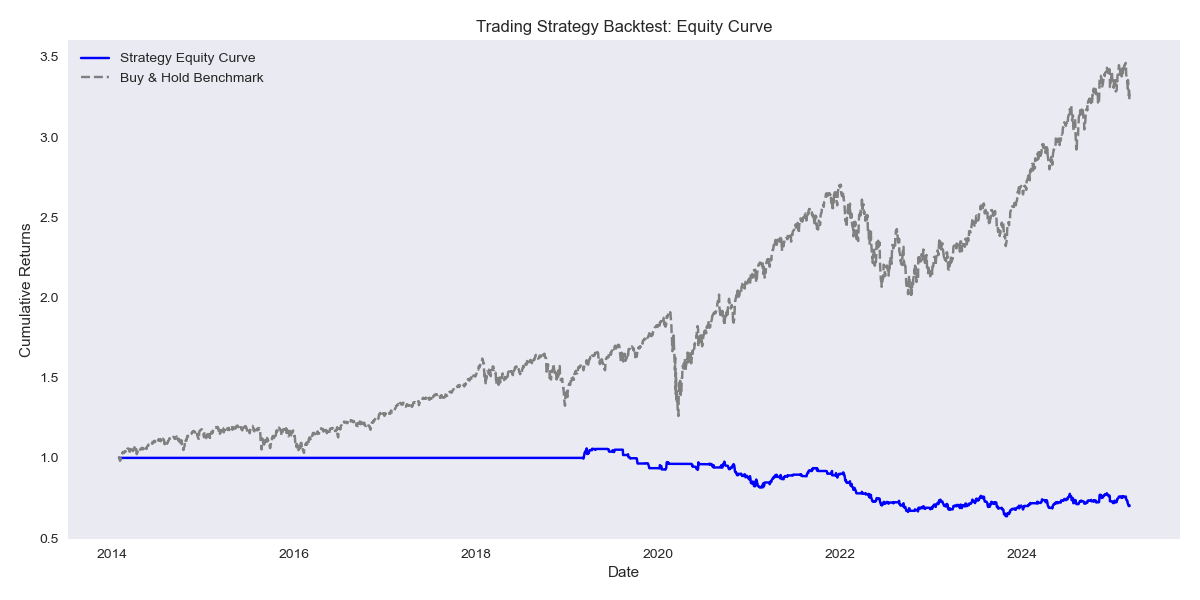 Trading Strategy Backtest: Equity Curve
Strategy Equity Curve
Buy & Hold Benchmark
Cumulative Returns
3.5
3.0
2.5
2.0
1.5
1.0
0.5
2014 2016 2018 2020 2022 2024
Date